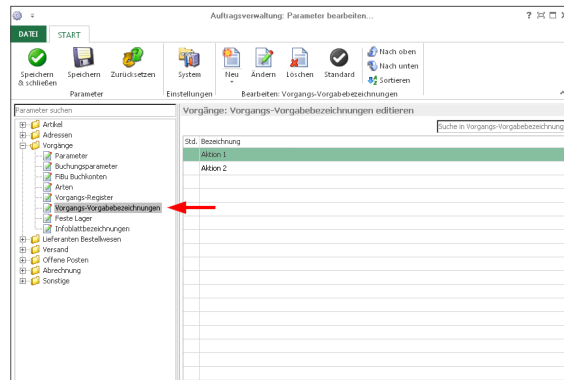 Auftragsverwaltung: Parameter bearbeiten...
DATEI START
Speichern & schließen
Speichern
Zurücksetzen
System
Neu
Ändern
Löschen
Standard
Nach oben
Nach unten
Sortieren
Parameter
Einstellungen
Bearbeiten: Vorgangs-Vorgabebezeichnungen
Parameter suchen
Artikel
Adressen
Vorgänge
Parameter
Buchungsparameter
FiBu Buchkonten
Arten
Vorgangs-Register
Vorgangs-Vorgabebezeichnungen
Feste Lager
Infoblattbezeichnungen
Lieferanten Bestellwesen
Versand
Offene Posten
Abrechnung
Sonstige
Vorgänge: Vorgangs-Vorgabebezeichnungen editieren
Suche in Vorgangs-Vorgabebezeichnung
Std. Bezeichnung
Aktion 1
Aktion 2